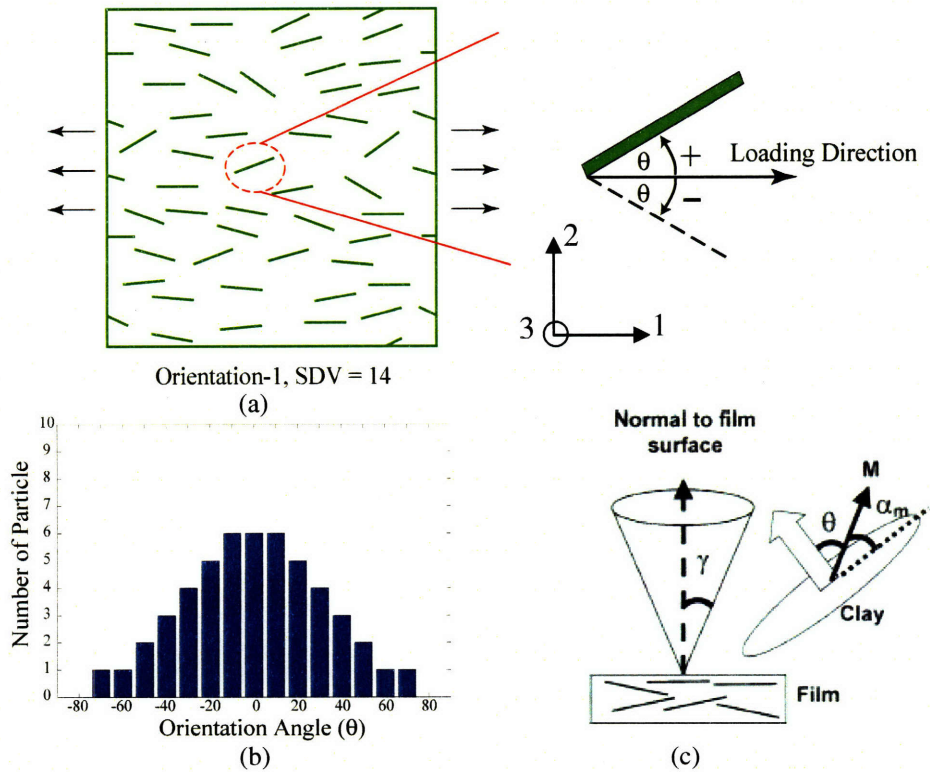 θ +
θ −
Loading Direction
2
3
1
Orientation-1, SDV = 14
(a)
10
9
8
7
6
5
4
3
2
1
0
Number of Particle
-80 -60 -40 -20 0 20 40 60 80
Orientation Angle (θ)
(b)
Normal to film
surface
M
α_m
θ
γ
Clay
Film
(c)